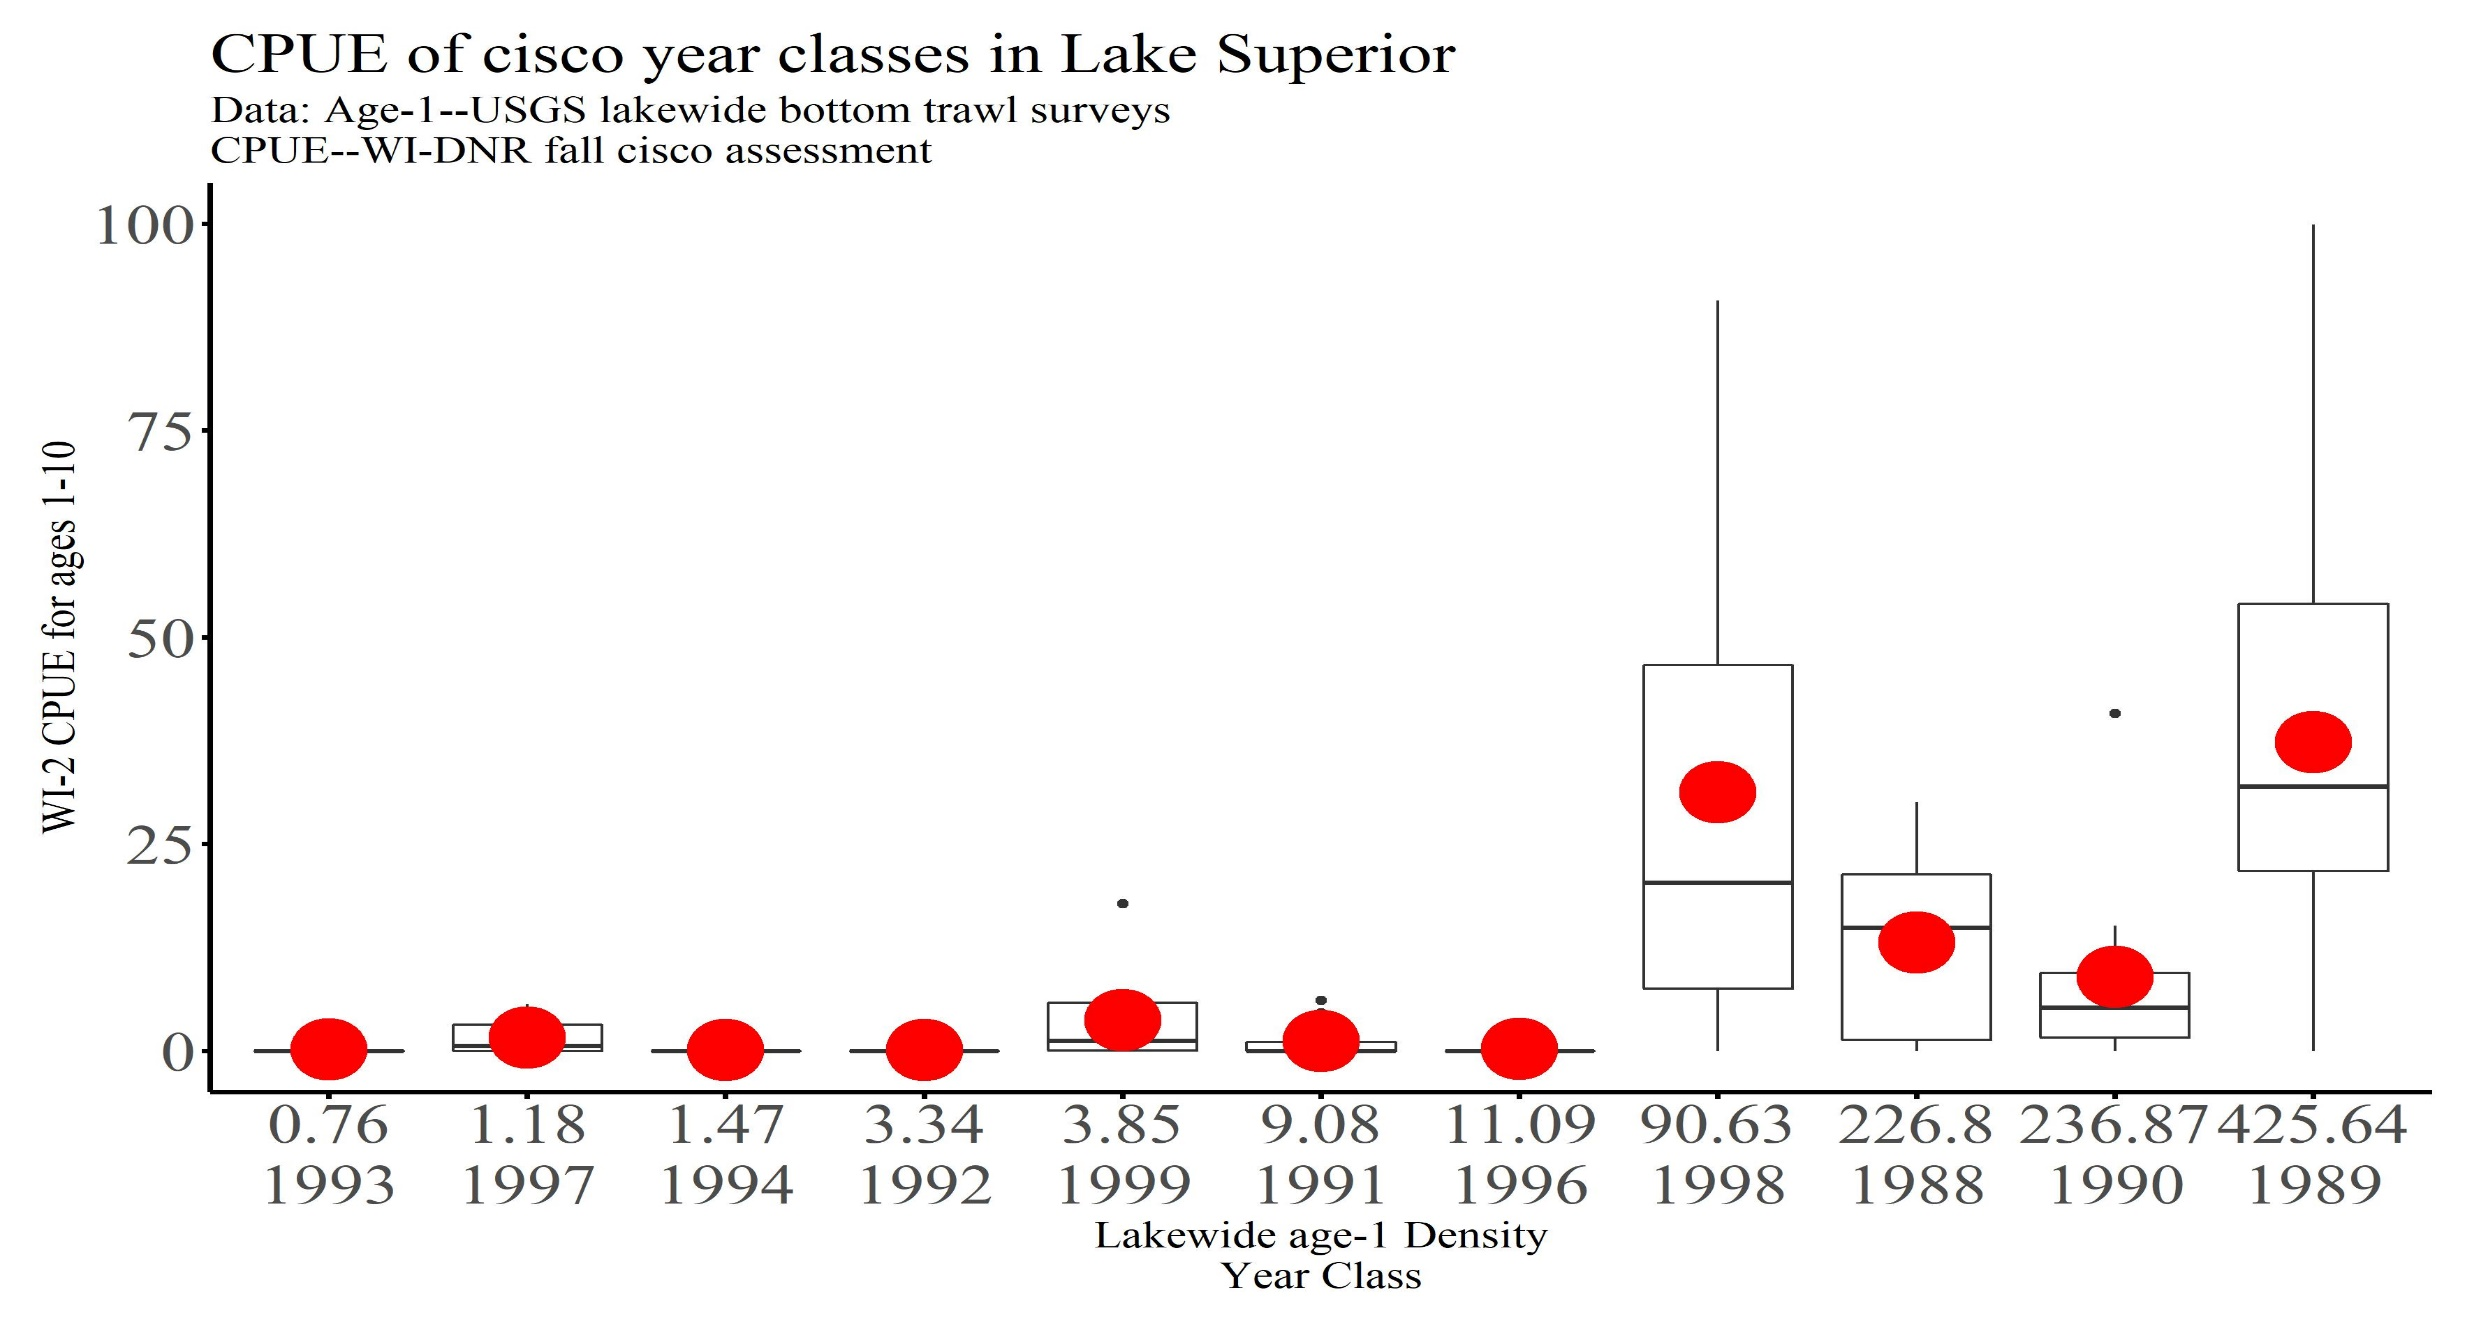 CPUE of cisco year classes in Lake Superior
Data: Age-1--USGS lakewide bottom trawl surveys
CPUE--WI-DNR fall cisco assessment
100
75
50
25
0
WI-2 CPUE for ages 1-10
0.76 1.18 1.47 3.34 3.85 9.08 11.09 90.63 226.8 236.87 425.64
1993 1997 1994 1992 1999 1991 1996 1998 1988 1990 1989
Lakewide age-1 Density
Year Class